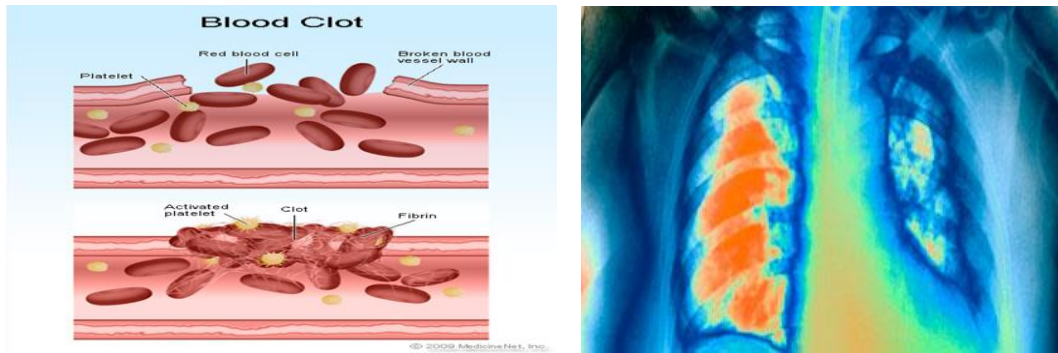 Blood Clot
Red blood cell
Broken blood
vessel wall
Platelet
Activated
platelet
Clot
Fibrin
© 2009 MedicineNet, Inc.